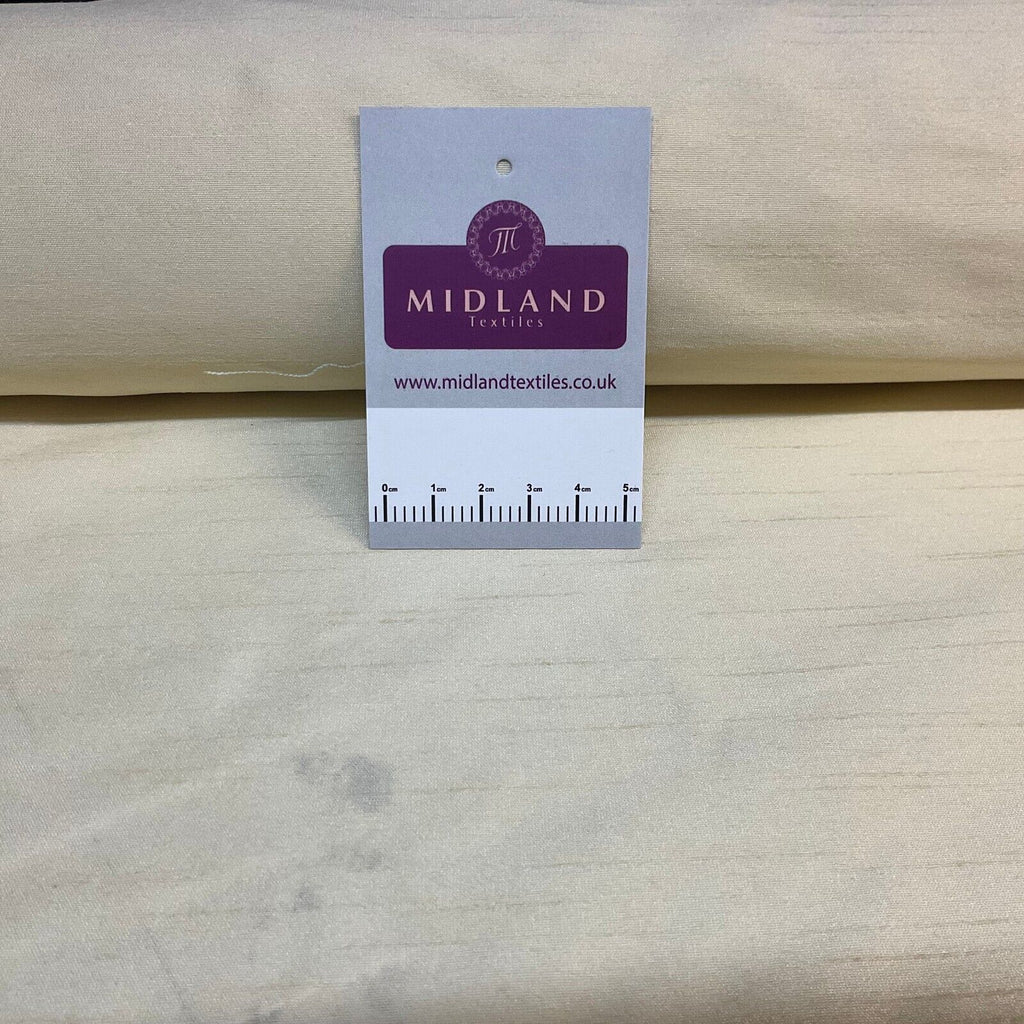 M
MIDLAND
Textiles
www.midlandtextiles.co.uk
0cm 1cm 2cm 3cm 4cm 5cm